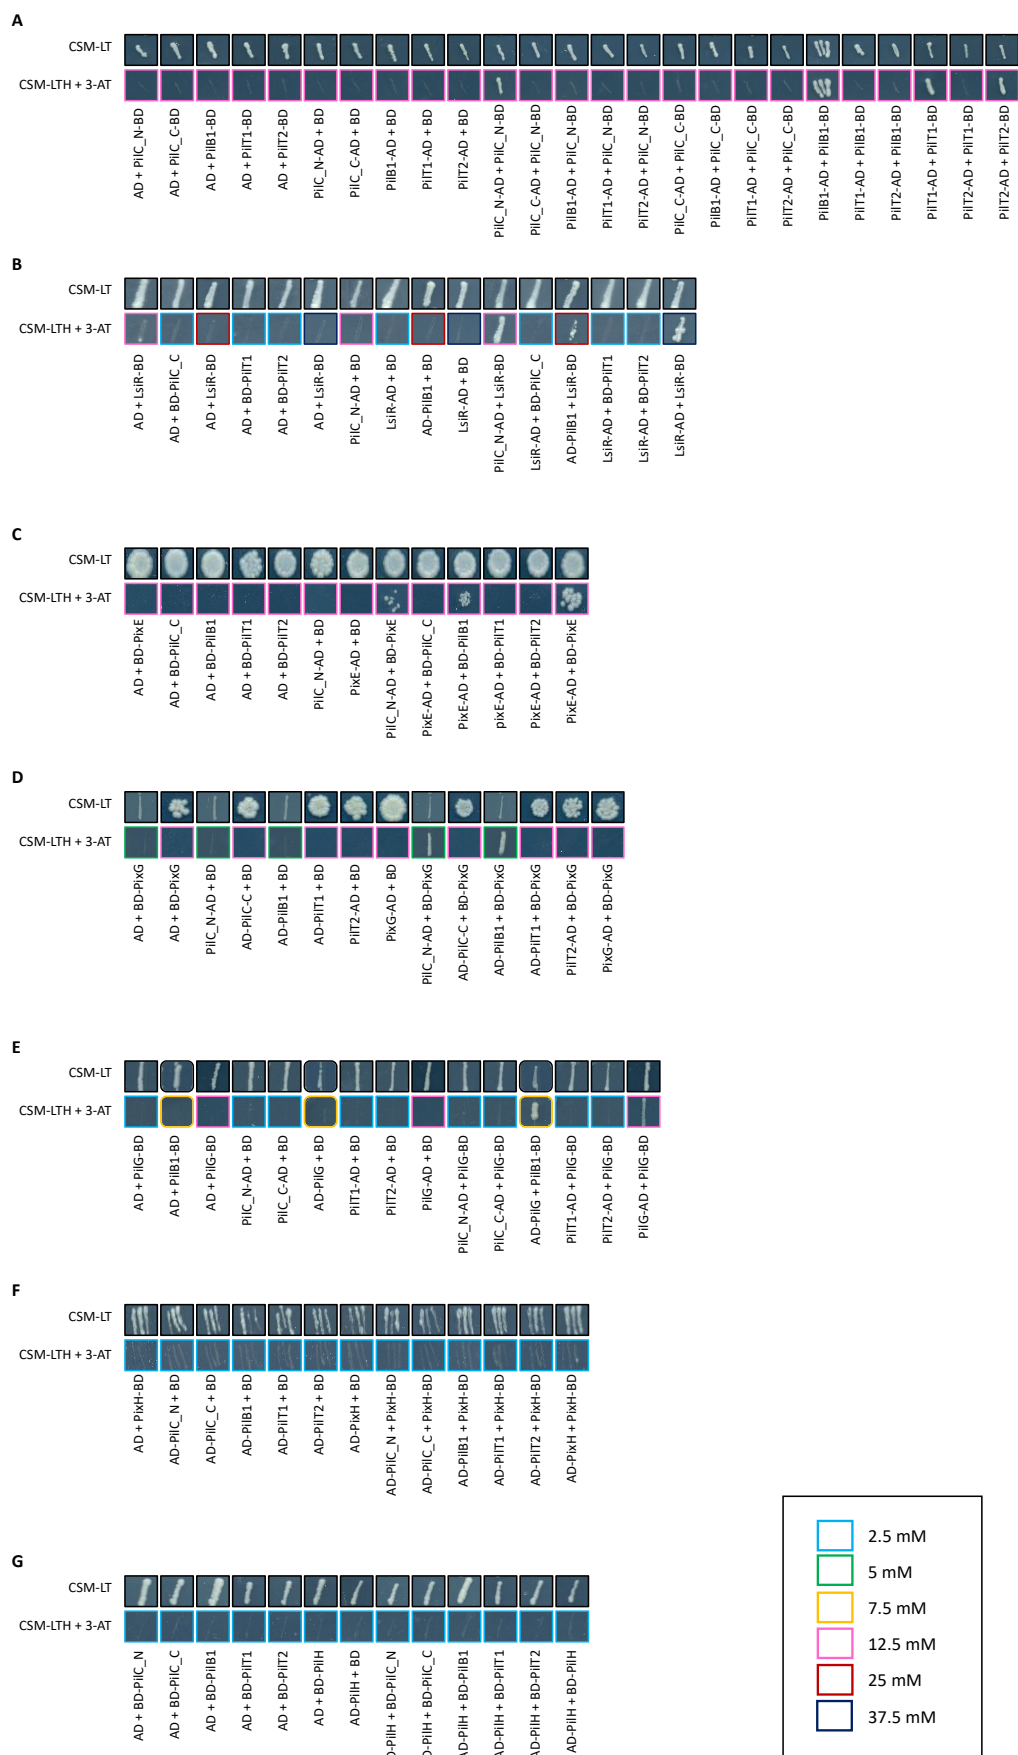 A
CSM-LT
CSM-LTH + 3-AT
AD + PilC_N-BD
AD + PilC_C-BD
AD + PilB1-BD
AD + PilT1-BD
AD + PilT2-BD
PilC_N-AD + BD
PilC_C-AD + BD
PilB1-AD + BD
PilT1-AD + BD
PilT2-AD + BD
PilC_N-AD + PilC_N-BD
PilC_C-AD + PilC_N-BD
PilB1-AD + PilC_N-BD
PilT1-AD + PilC_N-BD
PilT2-AD + PilC_N-BD
PilC_C-AD + PilC_C-BD
PilB1-AD + PilC_C-BD
PilT1-AD + PilC_C-BD
PilT2-AD + PilC_C-BD
PilB1-AD + PilB1-BD
PilT1-AD + PilB1-BD
PilT2-AD + PilB1-BD
PilT1-AD + PilT1-BD
PilT2-AD + PilT1-BD
PilT2-AD + PilT2-BD
B
CSM-LT
CSM-LTH + 3-AT
AD + LsiR-BD
AD + BD-PilC_C
AD + LsiR-BD
AD + BD-PilT1
AD + BD-PilT2
AD + LsiR-BD
PilC_N-AD + BD
LsiR-AD + BD
AD-PilB1 + BD
LsiR-AD + BD
PilC_N-AD + LsiR-BD
LsiR-AD + BD-PilC_C
AD-PilB1 + LsiR-BD
LsiR-AD + BD-PilT1
LsiR-AD + BD-PilT2
LsiR-AD + LsiR-BD
C
CSM-LT
CSM-LTH + 3-AT
AD + BD-PixE
AD + BD-PilC_C
AD + BD-PilB1
AD + BD-PilT1
AD + BD-PilT2
PilC_N-AD + BD
PixE-AD + BD
PilC_N-AD + BD-PixE
PixE-AD + BD-PilC_C
PixE-AD + BD-PilB1
pixE-AD + BD-PilT1
PixE-AD + BD-PilT2
PixE-AD + BD-PixE
D
CSM-LT
CSM-LTH + 3-AT
AD + BD-PixG
AD + BD-PixG
PilC_N-AD + BD
AD-PilC-C + BD
AD-PilB1 + BD
AD-PilT1 + BD
PilT2-AD + BD
PixG-AD + BD
PilC_N-AD + BD-PixG
AD-PilC-C + BD-PixG
AD-PilB1 + BD-PixG
AD-PilT1 + BD-PixG
PilT2-AD + BD-PixG
PixG-AD + BD-PixG
E
CSM-LT
CSM-LTH + 3-AT
AD + PilG-BD
AD + PilB1-BD
AD + PilG-BD
PilC_N-AD + BD
PilC_C-AD + BD
AD-PilG + BD
PilT1-AD + BD
PilT2-AD + BD
PilG-AD + BD
PilC_N-AD + PilG-BD
PilC_C-AD + PilG-BD
AD-PilG + PilB1-BD
PilT1-AD + PilG-BD
PilT2-AD + PilG-BD
PilG-AD + PilG-BD
F
CSM-LT
CSM-LTH + 3-AT
AD + PixH-BD
AD-PilC_N + BD
AD-PilC_C + BD
AD-PilB1 + BD
AD-PilT1 + BD
AD-PilT2 + BD
AD-PixH + BD
AD-PilC_N + PixH-BD
AD-PilC_C + PixH-BD
AD-PilB1 + PixH-BD
AD-PilT1 + PixH-BD
AD-PilT2 + PixH-BD
AD-PixH + PixH-BD
G
CSM-LT
CSM-LTH + 3-AT
AD + BD-PilC_N
AD + BD-PilC_C
AD + BD-PilB1
AD + BD-PilT1
AD + BD-PilT2
AD + BD-PilH
AD-PilH + BD
D-PilH + BD-PilC_N
D-PilH + BD-PilC_C
AD-PilH + BD-PilB1
AD-PilH + BD-PilT1
AD-PilH + BD-PilT2
AD-PilH + BD-PilH
2.5 mM
5 mM
7.5 mM
12.5 mM
25 mM
37.5 mM